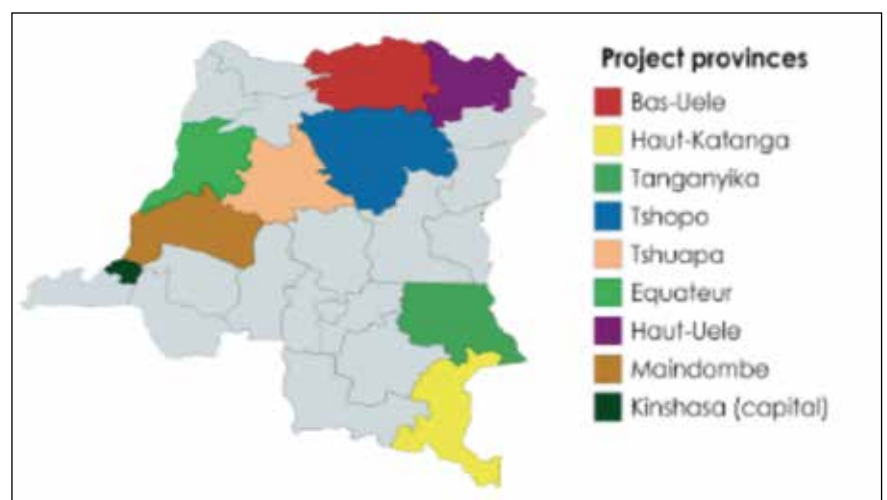 Project provinces
Bas-Uele
Haut-Katanga
Tanganyika
Tshopo
Tshuapa
Equateur
Haut-Uele
Maindombe
Kinshasa (capital)